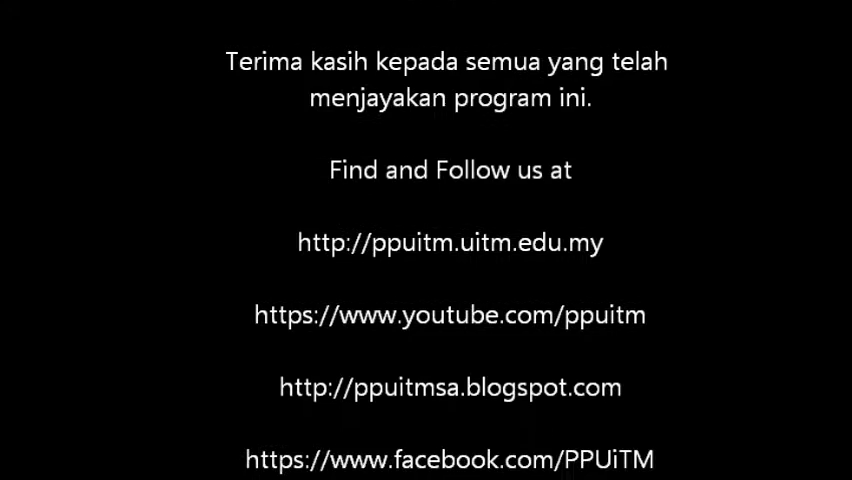 Terima kasih kepada semua yang telah
menjayakan program ini.
Find and Follow us at
http://ppuitm.uitm.edu.my
https://www.youtube.com/ppuitm
http://ppuitmsa.blogspot.com
https://www.facebook.com/PPUiTM